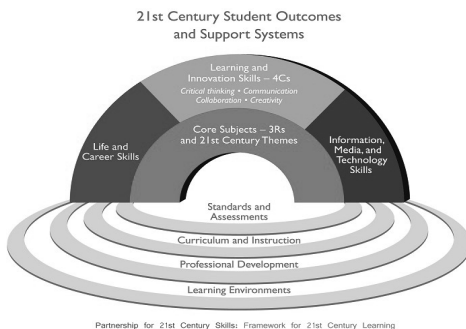 21st Century Student Outcomes
and Support Systems
Learning and
Innovation Skills – 4Cs
Critical thinking • Communication
Collaboration • Creativity
Core Subjects – 3Rs
and 21st Century Themes
Life and
Career Skills
Information,
Media, and
Technology
Skills
Standards and
Assessments
Curriculum and Instruction
Professional Development
Learning Environments
Partnership for 21st Century Skills: Framework for 21st Century Learning